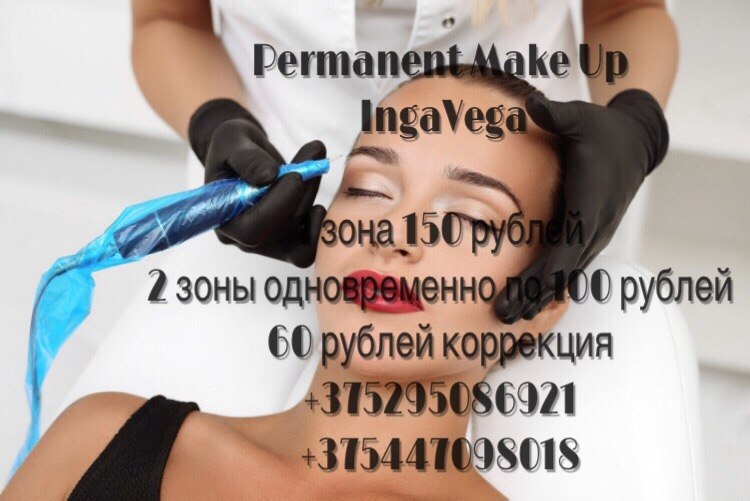 Permanent Make Up
IngaVega
1 зона 150 рублей
2 зоны одновременно по 100 рублей
60 рублей коррекция
+375295086921
+375447098018